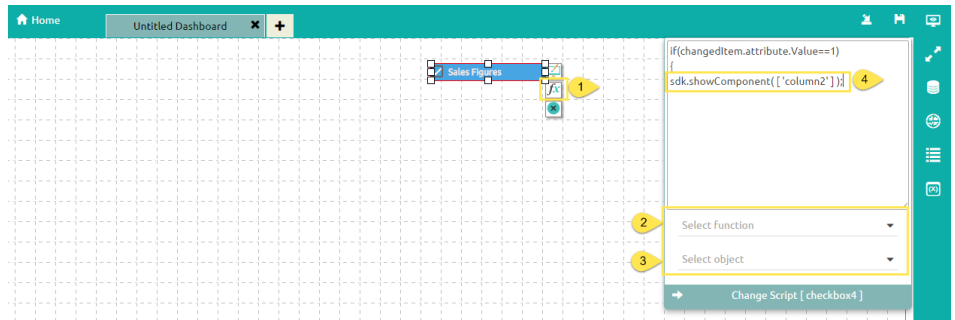 Home
Untitled Dashboard
Sales Figures
fx
1
if(changedItem.attribute.Value==1)
{
sdk.showComponent( [ 'column2' ] );
4
2
Select function
3
Select object
Change Script [ checkbox4 ]
(x)